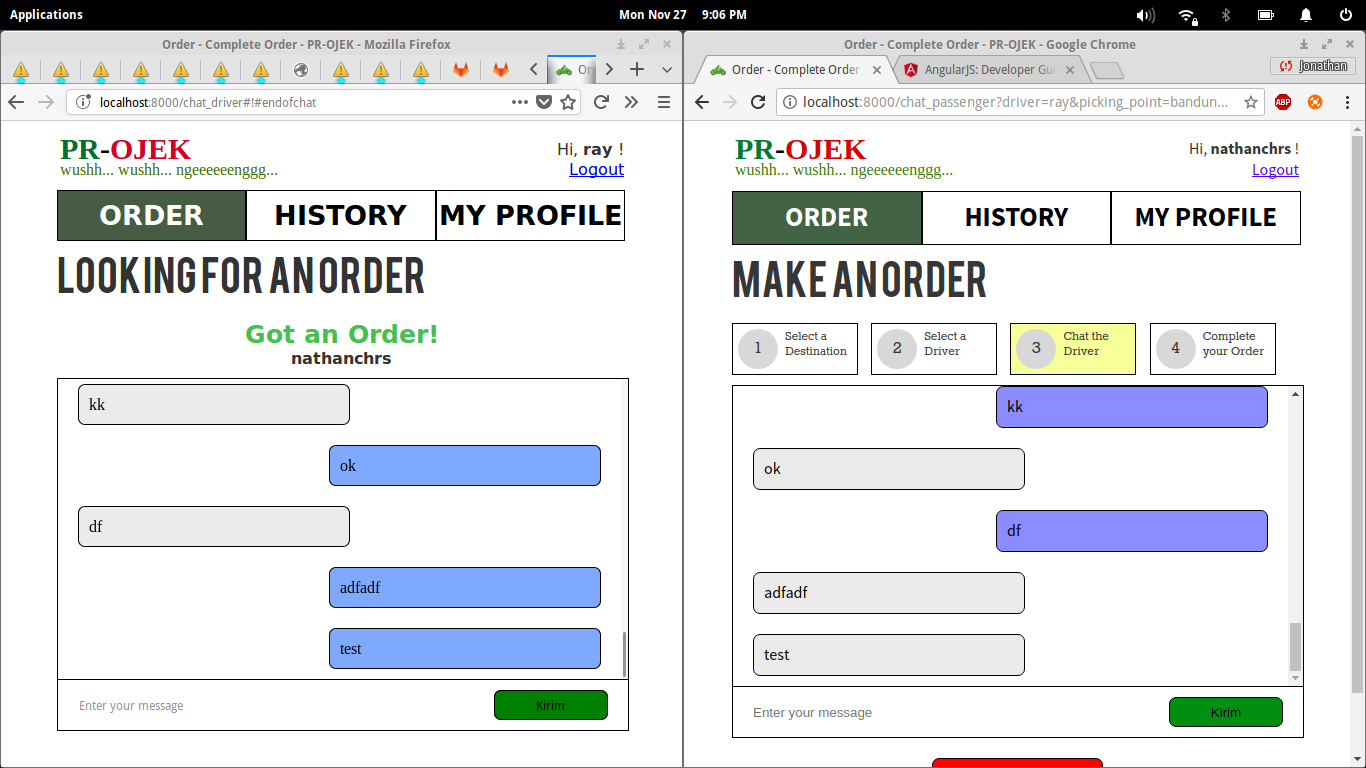 Applications
Mon Nov 27 9:06 PM
Order - Complete Order - PR-OJEK - Mozilla Firefox
localhost:8000/chat_driver#!#endofchat
PR-OJEK
wushh... wushh... ngeeeeenggg...
Hi, ray !
Logout
ORDER
HISTORY
MY PROFILE
LOOKING FOR AN ORDER
Got an Order!
nathanchrs
kk
ok
df
adfadf
test
Enter your message
Kirim
Order - Complete Order - PR-OJEK - Google Chrome
Order - Complete Order
AngularJS: Developer Gui
Jonathan
localhost:8000/chat_passenger?driver=ray&picking_point=bandun...
ABP
PR-OJEK
wushh... wushh... ngeeeeeenggg...
Hi, nathanchrs !
Logout
ORDER
HISTORY
MY PROFILE
MAKE AN ORDER
1
Select a
Destination
2
Select a
Driver
3
Chat the
Driver
4
Complete
your Order
kk
ok
df
adfadf
test
Enter your message
Kirim